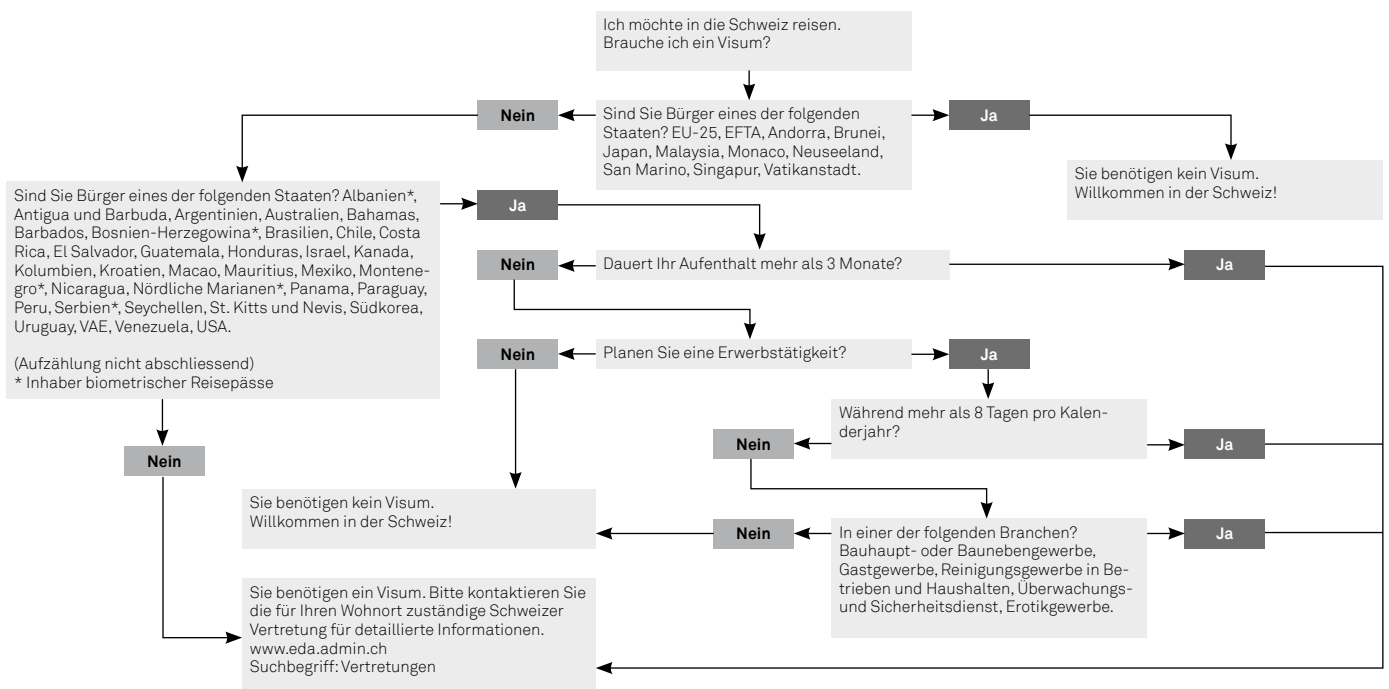 Ich möchte in die Schweiz reisen.
Brauche ich ein Visum?
Nein
Sind Sie Bürger eines der folgenden
Staaten? EU-25, EFTA, Andorra, Brunei,
Japan, Malaysia, Monaco, Neuseeland,
San Marino, Singapur, Vatikanstadt.
Ja
Sie benötigen kein Visum.
Willkommen in der Schweiz!
Sind Sie Bürger eines der folgenden Staaten? Albanien*,
Antigua und Barbuda, Argentinien, Australien, Bahamas,
Barbados, Bosnien-Herzegowina*, Brasilien, Chile, Costa
Rica, El Salvador, Guatemala, Honduras, Israel, Kanada,
Kolumbien, Kroatien, Macao, Mauritius, Mexiko, Montene-
gro*, Nicaragua, Nördliche Marianen*, Panama, Paraguay,
Peru, Serbien*, Seychellen, St. Kitts und Nevis, Südkorea,
Uruguay, VAE, Venezuela, USA.
(Aufzählung nicht abschliessend)
* Inhaber biometrischer Reisepässe
Ja
Nein
Dauert Ihr Aufenthalt mehr als 3 Monate?
Ja
Nein
Planen Sie eine Erwerbstätigkeit?
Ja
Während mehr als 8 Tagen pro Kalen-
derjahr?
Nein
Ja
Nein
Sie benötigen kein Visum.
Willkommen in der Schweiz!
Nein
In einer der folgenden Branchen?
Bauhaupt- oder Baunebengewerbe,
Gastgewerbe, Reinigungsgewerbe in Be-
trieben und Haushalten, Überwachungs-
und Sicherheitsdienst, Erotikgewerbe.
Ja
Sie benötigen ein Visum. Bitte kontaktieren Sie
die für Ihren Wohnort zuständige Schweizer
Vertretung für detaillierte Informationen.
www.eda.admin.ch
Suchbegriff: Vertretungen